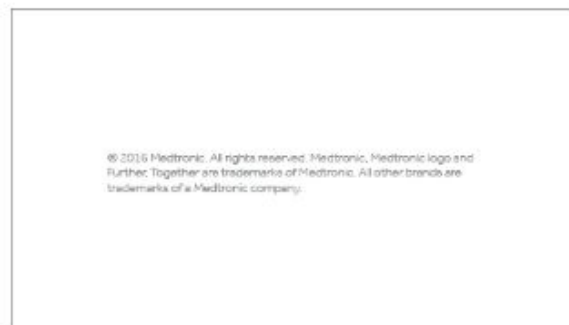 © 2016 Medtronic. All rights reserved. Medtronic, Medtronic logo and
Further, Together are trademarks of Medtronic. All other brands are
trademarks of a Medtronic company.